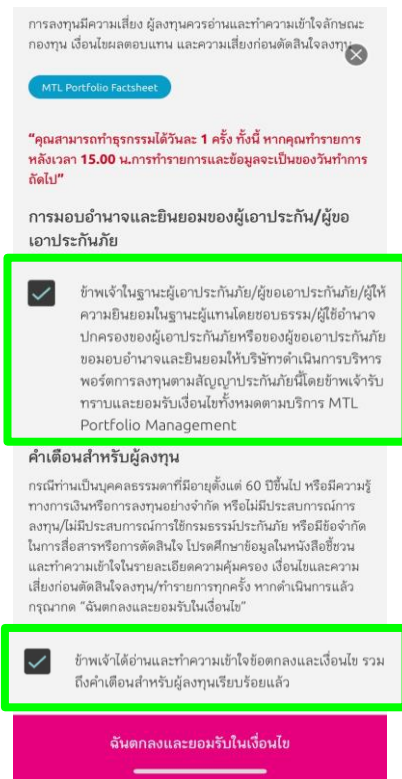 การลงทุนมีความเสี่ยง ผู้ลงทุนควรอ่านและทำความเข้าใจลักษณะ
กองทุน เงื่อนไขผลตอบแทน และความเสี่ยงก่อนตัดสินใจลงทุน
MTL Portfolio Factsheet
"คุณสามารถทำธุรกรรมได้วันละ 1 ครั้ง ทั้งนี้ หากคุณทำรายการ
หลังเวลา 15.00 น.การทำรายการและข้อมูลจะเป็นของวันทำการ
ถัดไป"
การมอบอำนาจและยินยอมของผู้เอาประกัน/ผู้ขอ
เอาประกันภัย
ข้าพเจ้าในฐานะผู้เอาประกันภัย/ผู้ขอเอาประกันภัย/ผู้ให้
ความยินยอมในฐานะผู้แทนโดยชอบธรรม/ผู้ใช้อำนาจ
ปกครองของผู้เอาประกันภัยหรือของผู้ขอเอาประกันภัย
ขอมอบอำนาจและยินยอมให้บริษัทฯดำเนินการบริหาร
พอร์ตการลงทุนตามสัญญาประกันภัยนี้โดยข้าพเจ้ารับ
ทราบและยอมรับเงื่อนไขทั้งหมดตามบริการ MTL
Portfolio Management
คำเตือนสำหรับผู้ลงทุน
กรณีท่านเป็นบุคคลธรรมดาที่มีอายุตั้งแต่ 60 ปีขึ้นไป หรือมีความรู้
ทางการเงินหรือการลงทุนอย่างจำกัด หรือไม่มีประสบการณ์การ
ลงทุน/ไม่มีประสบการณ์การใช้กรมธรรม์ประกันภัย หรือมีข้อจำกัด
ในการสื่อสารหรือการตัดสินใจ โปรดศึกษาข้อมูลในหนังสือชี้ชวน
และทำความเข้าใจในรายละเอียดความคุ้มครอง เงื่อนไขและความ
เสี่ยงก่อนตัดสินใจลงทุน/ทำรายการทุกครั้ง หากดำเนินการแล้ว
กรุณากด "ฉันตกลงและยอมรับในเงื่อนไข"
ข้าพเจ้าได้อ่านและทำความเข้าใจข้อตกลงและเงื่อนไข รวม
ถึงคำเตือนสำหรับผู้ลงทุนเรียบร้อยแล้ว
ฉันตกลงและยอมรับในเงื่อนไข